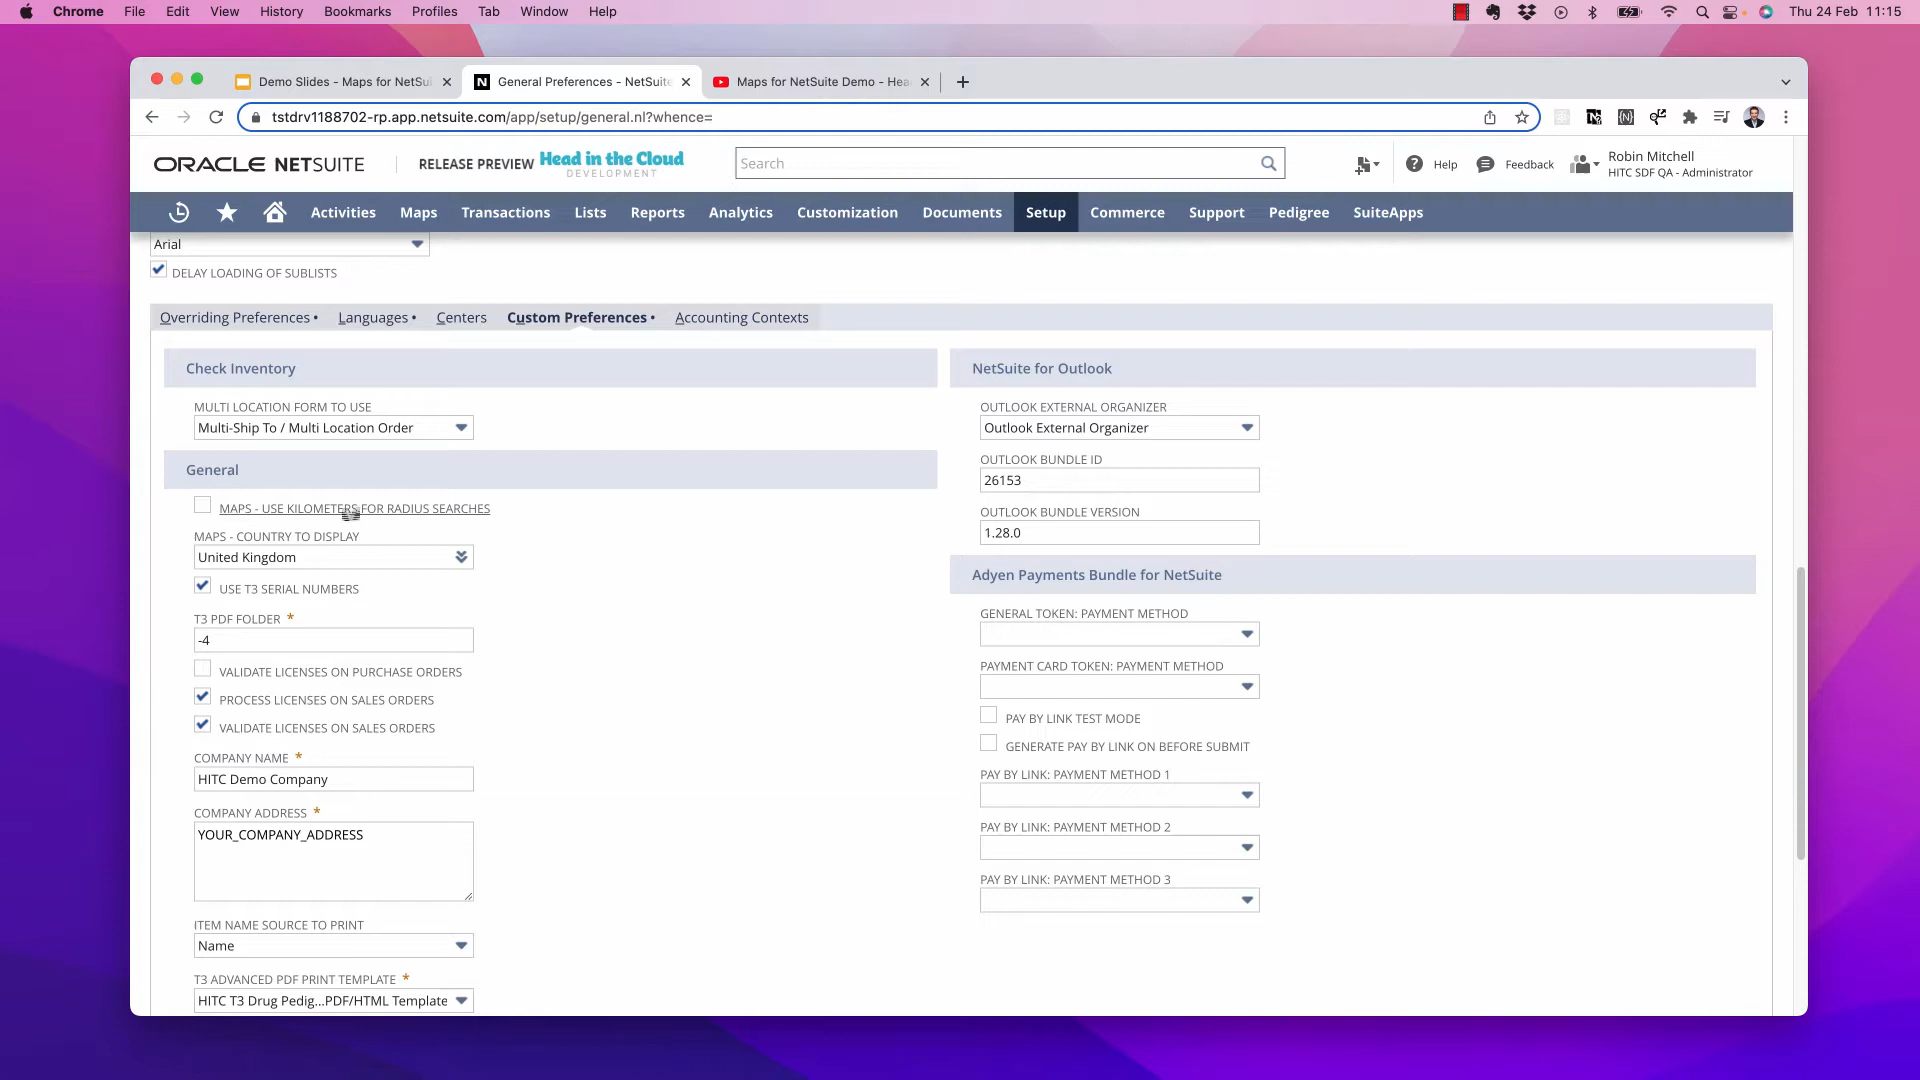 Chrome File Edit View History Bookmarks Profiles Tab Window Help Thu 24 Feb 11:15
Demo Slides - Maps for NetSui General Preferences - NetSuite Maps for NetSuite Demo - Hea
tstdrv1188702-rp.app.netsuite.com/app/setup/general.nl?whence=
ORACLE NETSUITE RELEASE PREVIEW Head in the Cloud DEVELOPMENT Search Help Feedback Robin Mitchell
HITC SDF QA - Administrator
Activities Maps Transactions Lists Reports Analytics Customization Documents Setup Commerce Support Pedigree SuiteApps
Arial
DELAY LOADING OF SUBLISTS
Overriding Preferences • Languages • Centers Custom Preferences • Accounting Contexts
Check Inventory
MULTI LOCATION FORM TO USE
Multi-Ship To / Multi Location Order
General
MAPS - USE KILOMETERS FOR RADIUS SEARCHES
MAPS - COUNTRY TO DISPLAY
United Kingdom
USE T3 SERIAL NUMBERS
T3 PDF FOLDER *
-4
VALIDATE LICENSES ON PURCHASE ORDERS
PROCESS LICENSES ON SALES ORDERS
VALIDATE LICENSES ON SALES ORDERS
COMPANY NAME *
HITC Demo Company
COMPANY ADDRESS *
YOUR_COMPANY_ADDRESS
ITEM NAME SOURCE TO PRINT
Name
T3 ADVANCED PDF PRINT TEMPLATE *
HITC T3 Drug Pedig...PDF/HTML Template
NetSuite for Outlook
OUTLOOK EXTERNAL ORGANIZER
Outlook External Organizer
OUTLOOK BUNDLE ID
26153
OUTLOOK BUNDLE VERSION
1.28.0
Adyen Payments Bundle for NetSuite
GENERAL TOKEN: PAYMENT METHOD
PAYMENT CARD TOKEN: PAYMENT METHOD
PAY BY LINK TEST MODE
GENERATE PAY BY LINK ON BEFORE SUBMIT
PAY BY LINK: PAYMENT METHOD 1
PAY BY LINK: PAYMENT METHOD 2
PAY BY LINK: PAYMENT METHOD 3